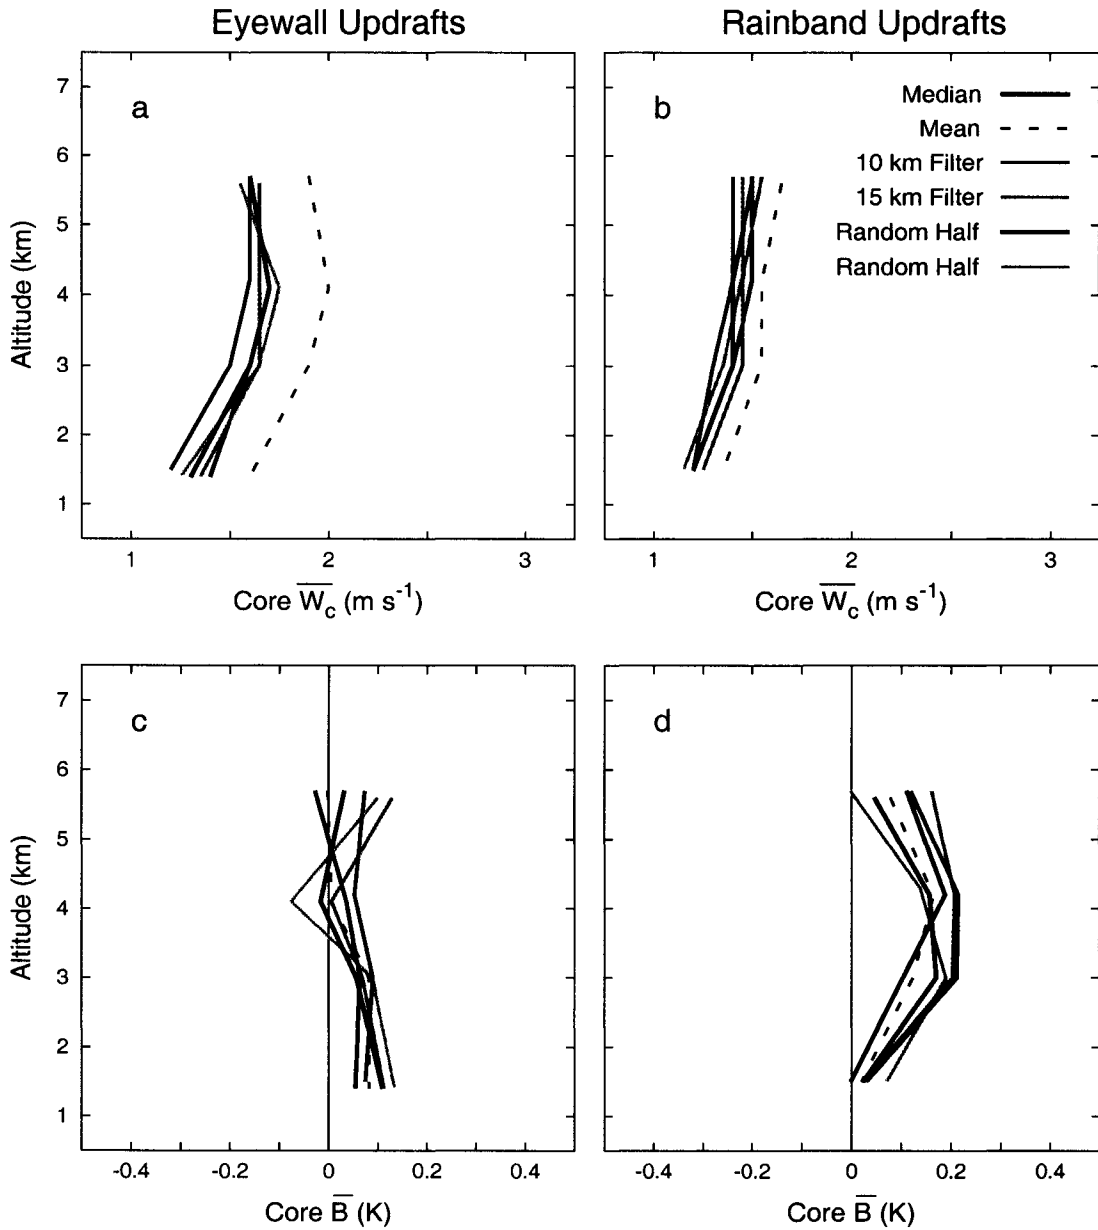 Eyewall Updrafts
Rainband Updrafts
7
6
5
4
3
2
1
Altitude (km)
a
1
2
3
Core W̅c̅ (m s⁻¹)
b
Median
Mean
10 km Filter
15 km Filter
Random Half
Random Half
1
2
3
Core W̅c̅ (m s⁻¹)
7
6
5
4
3
2
1
Altitude (km)
c
-0.4
-0.2
0
0.2
0.4
Core B̅ (K)
d
-0.4
-0.2
0
0.2
0.4
Core B̅ (K)